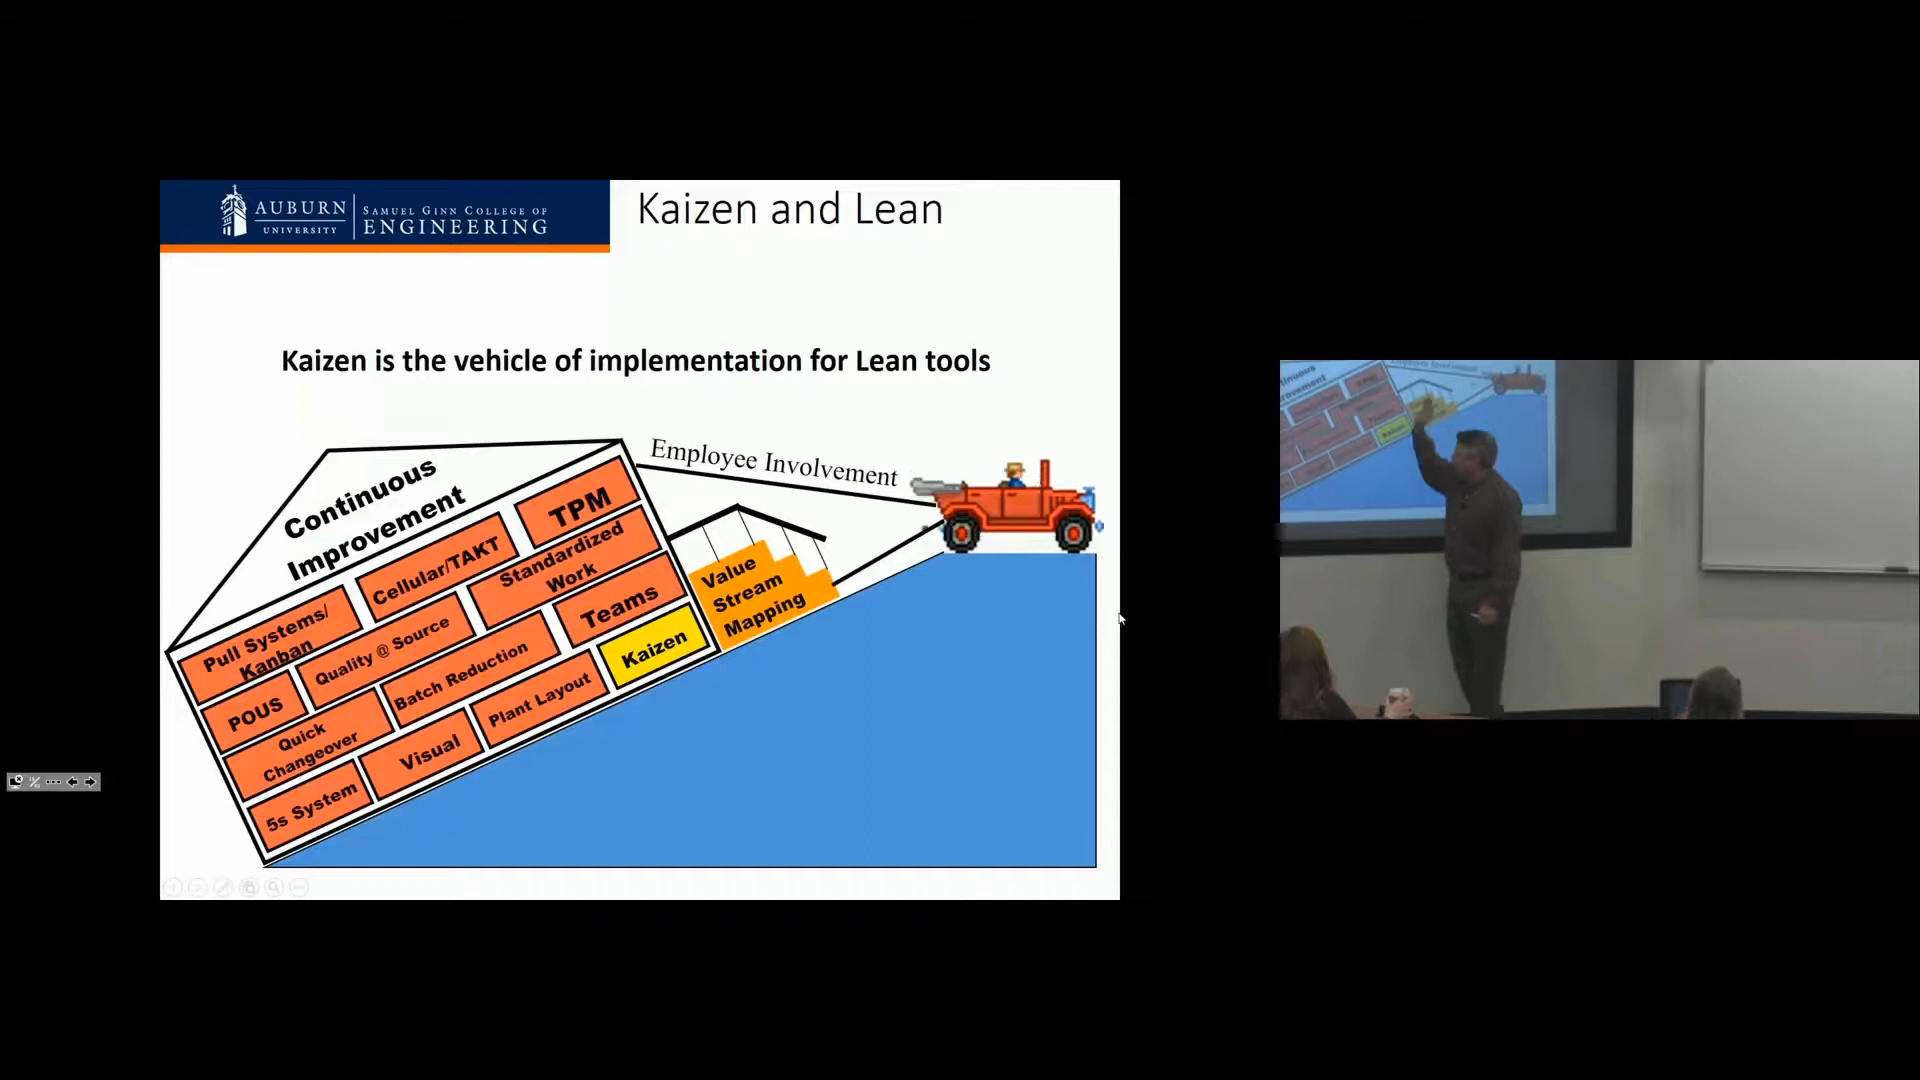 AUBURN
UNIVERSITY
SAMUEL GINN COLLEGE OF
ENGINEERING
Kaizen and Lean
Kaizen is the vehicle of implementation for Lean tools
Employee Involvement
Continuous
Improvement
TPM
Cellular/TAKT
Standardized
Work
Pull Systems/
Kanban
Quality @ Source
Teams
Value
Stream
Mapping
POUS
Batch Reduction
Kaizen
Quick
Changeover
Plant Layout
Visual
5s System